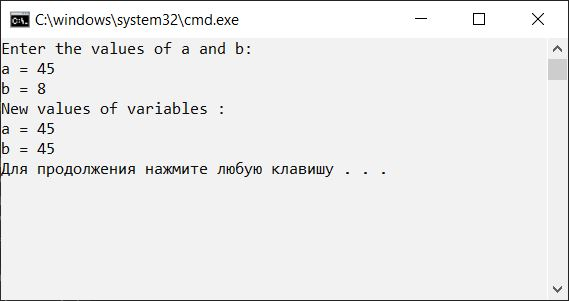 C:\windows\system32\cmd.exe
Enter the values of a and b:
a = 45
b = 8
New values of variables :
a = 45
b = 45
Для продолжения нажмите любую клавишу . . .